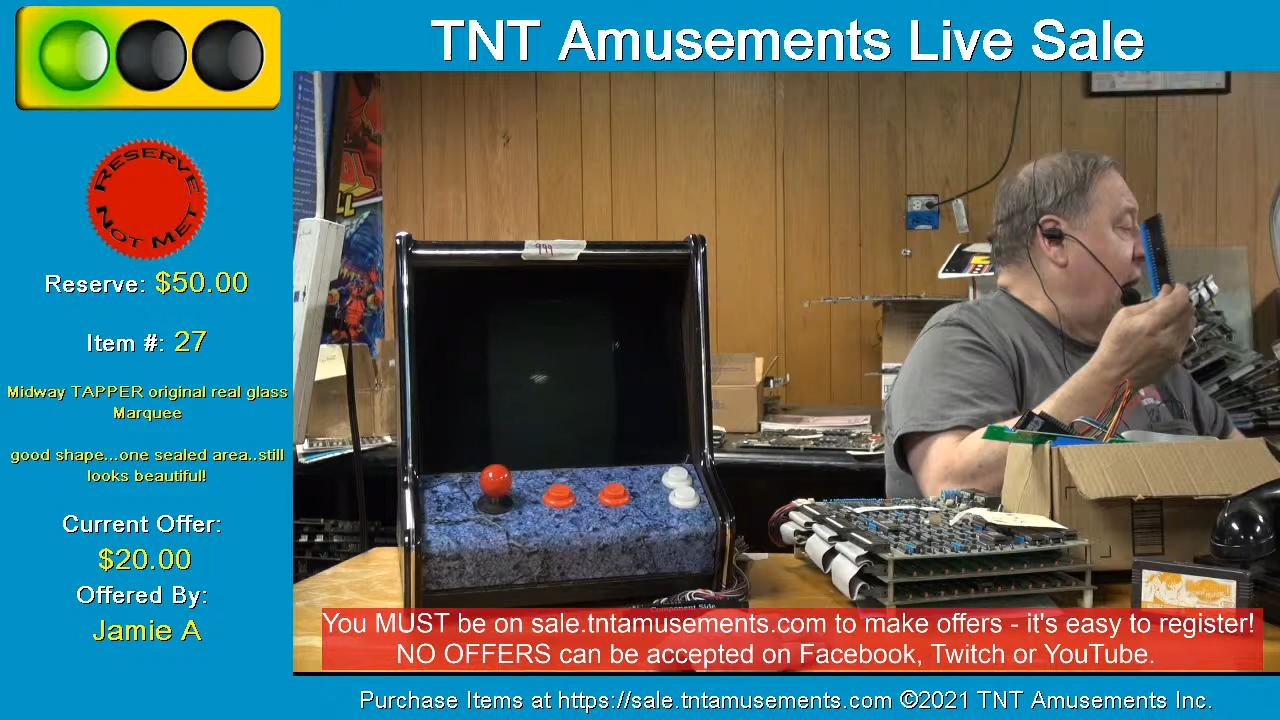 TNT Amusements Live Sale
RESERVE
NOT MET
Reserve: $50.00
Item #: 27
Midway TAPPER original real glass
Marquee
good shape...one sealed area..still
looks beautiful!
Current Offer:
$20.00
Offered By:
Jamie A
999
Component Side
You MUST be on sale.tntamusements.com to make offers - it's easy to register!
NO OFFERS can be accepted on Facebook, Twitch or YouTube.
Purchase Items at https://sale.tntamusements.com ©2021 TNT Amusements Inc.